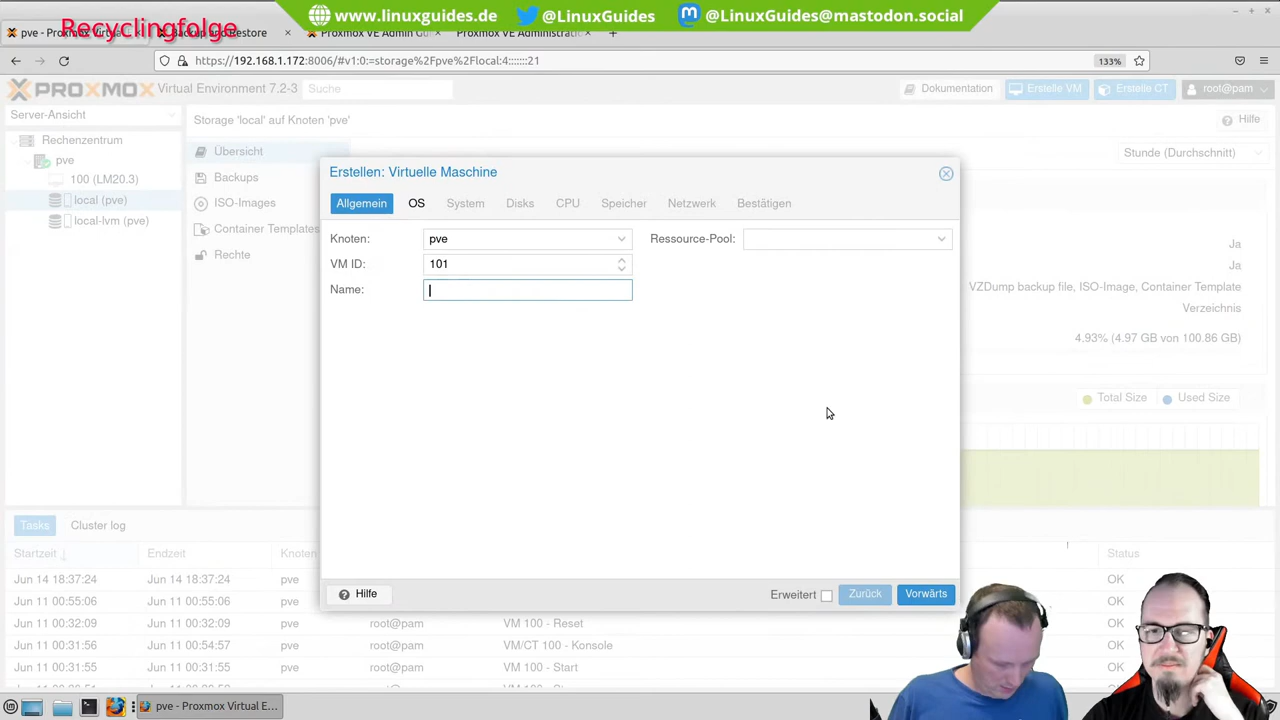 www.linuxguides.de @LinuxGuides @LinuxGuides@mastodon.social
Recyclingfolge
pve - Proxmox Virtual
Backup and Restore
Proxmox VE Admin Gu
Proxmox VE Administrat
https://192.168.1.172:8006/#v1:0:=storage%2Fpve%2Flocal:4:::::::21
133%
PROXMOX Virtual Environment 7.2-3 Suche
Dokumentation Erstelle VM Erstelle CT root@pam
Server-Ansicht
Storage 'local' auf Knoten 'pve'
Hilfe
Rechenzentrum
pve
100 (LM20.3)
local (pve)
local-lvm (pve)
Übersicht
Backups
ISO-Images
Container Templates
Rechte
Stunde (Durchschnitt)
Erstellen: Virtuelle Maschine
Allgemein OS System Disks CPU Speicher Netzwerk Bestätigen
Knoten: pve Ressource-Pool:
VM ID: 101
Name:
Ja
Ja
VZDump backup file, ISO-Image, Container Template
Verzeichnis
4.93% (4.97 GB von 100.86 GB)
Total Size Used Size
Hilfe Erweitert Zurück Vorwärts
Tasks Cluster log
Startzeit Endzeit Knoten Status
Jun 14 18:37:24 Jun 14 18:37:24 pve OK
Jun 11 00:55:06 Jun 11 00:55:06 pve OK
Jun 11 00:32:09 Jun 11 00:32:09 pve root@pam VM 100 - Reset OK
Jun 11 00:31:56 Jun 11 00:54:57 pve root@pam VM/CT 100 - Konsole OK
Jun 11 00:31:55 Jun 11 00:31:55 pve root@pam VM 100 - Start OK
pve - Proxmox Virtual E...